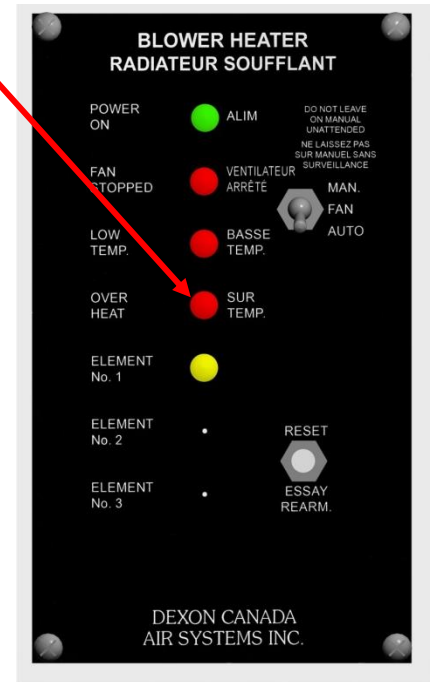 BLOWER HEATER
RADIATEUR SOUFFLANT
POWER
ON
ALIM
DO NOT LEAVE
ON MANUAL
UNATTENDED
NE LAISSEZ PAS
SUR MANUEL SANS
SURVEILLANCE
FAN
STOPPED
VENTILATEUR
ARRÊTÉ
MAN.
FAN
AUTO
LOW
TEMP.
BASSE
TEMP.
OVER
HEAT
SUR
TEMP.
ELEMENT
No. 1
ELEMENT
No. 2
RESET
ELEMENT
No. 3
ESSAY
REARM.
DEXON CANADA
AIR SYSTEMS INC.